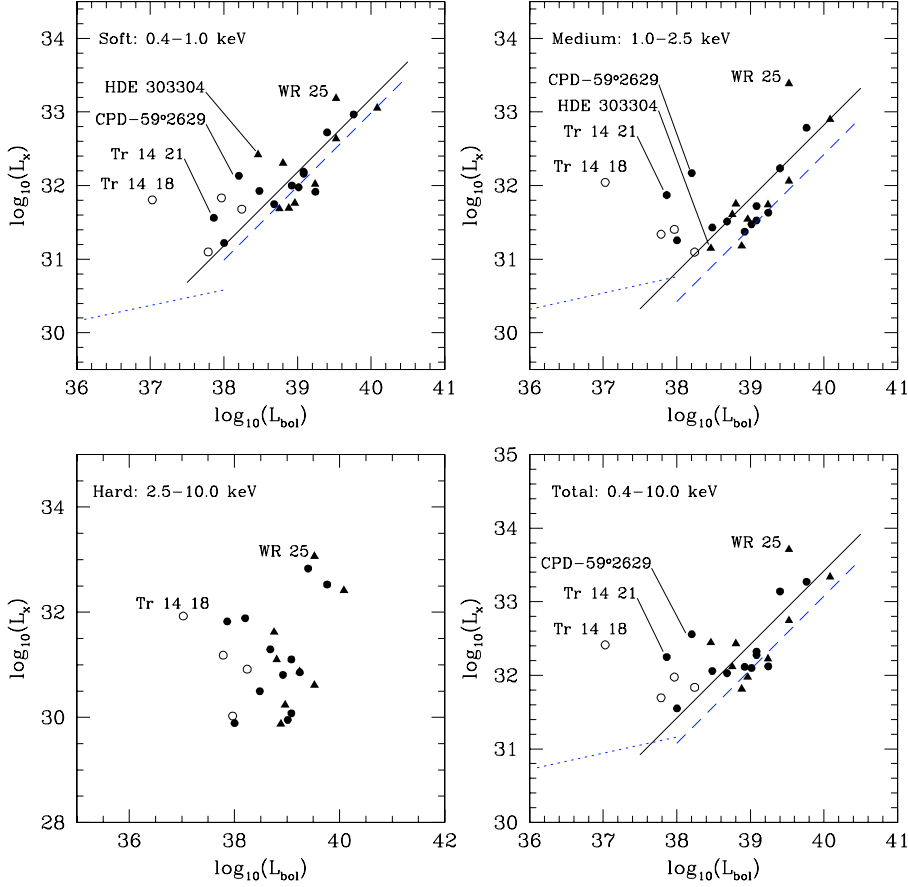 Soft: 0.4−1.0 keV
HDE 303304
WR 25
CPD−59°2629
Tr 14 21
Tr 14 18
34
33
32
31
30
log10(Lx)
36 37 38 39 40 41
log10(Lbol)
Medium: 1.0−2.5 keV
CPD−59°2629
WR 25
HDE 303304
Tr 14 21
Tr 14 18
34
33
32
31
30
log10(Lx)
36 37 38 39 40 41
log10(Lbol)
Hard: 2.5−10.0 keV
WR 25
Tr 14 18
34
32
30
28
log10(Lx)
36 38 40 42
log10(Lbol)
Total: 0.4−10.0 keV
WR 25
CPD−59°2629
Tr 14 21
Tr 14 18
35
34
33
32
31
30
log10(Lx)
36 37 38 39 40 41
log10(Lbol)